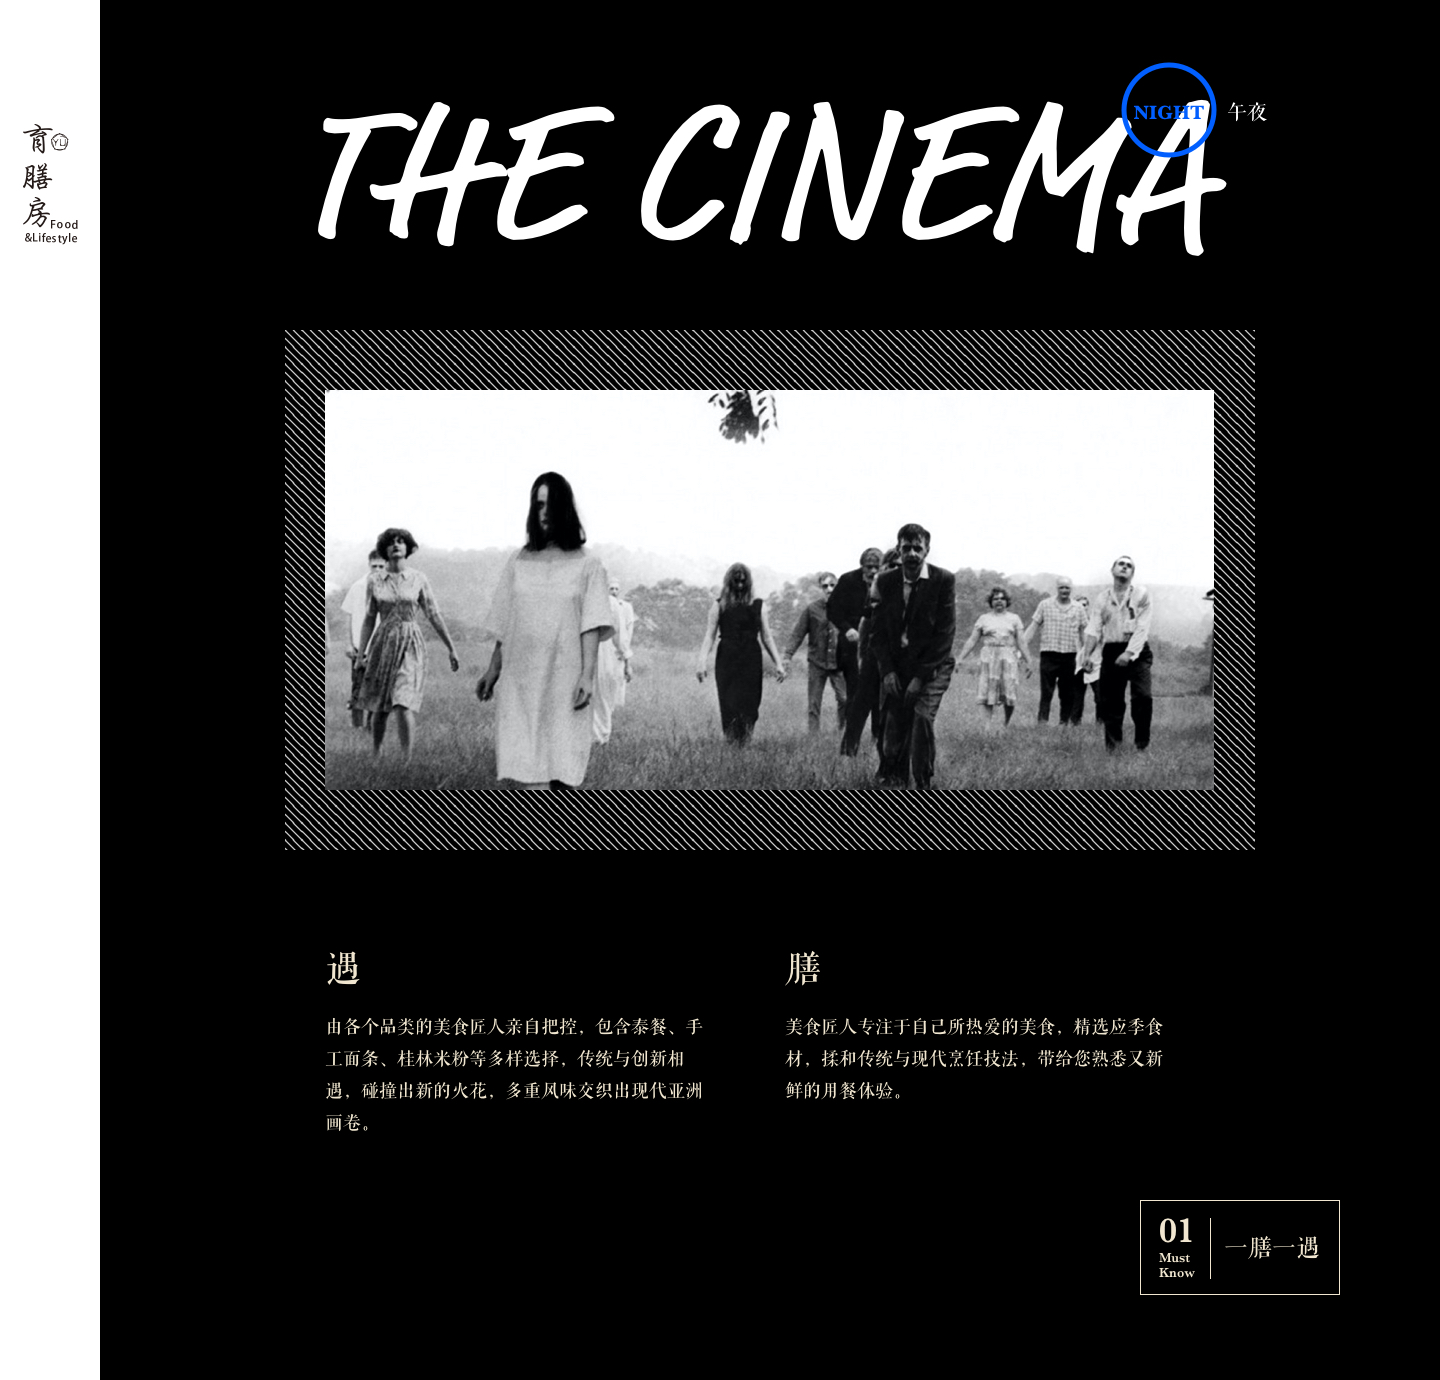 育
YU
膳
房
Food
&Lifestyle
THE CINEMA
NIGHT
午夜
遇
由各个品类的美食匠人亲自把控，包含泰餐、手
工面条、桂林米粉等多样选择，传统与创新相
遇，碰撞出新的火花，多重风味交织出现代亚洲
画卷。
膳
美食匠人专注于自己所热爱的美食，精选应季食
材，揉和传统与现代烹饪技法，带给您熟悉又新
鲜的用餐体验。
01
Must
Know
一膳一遇